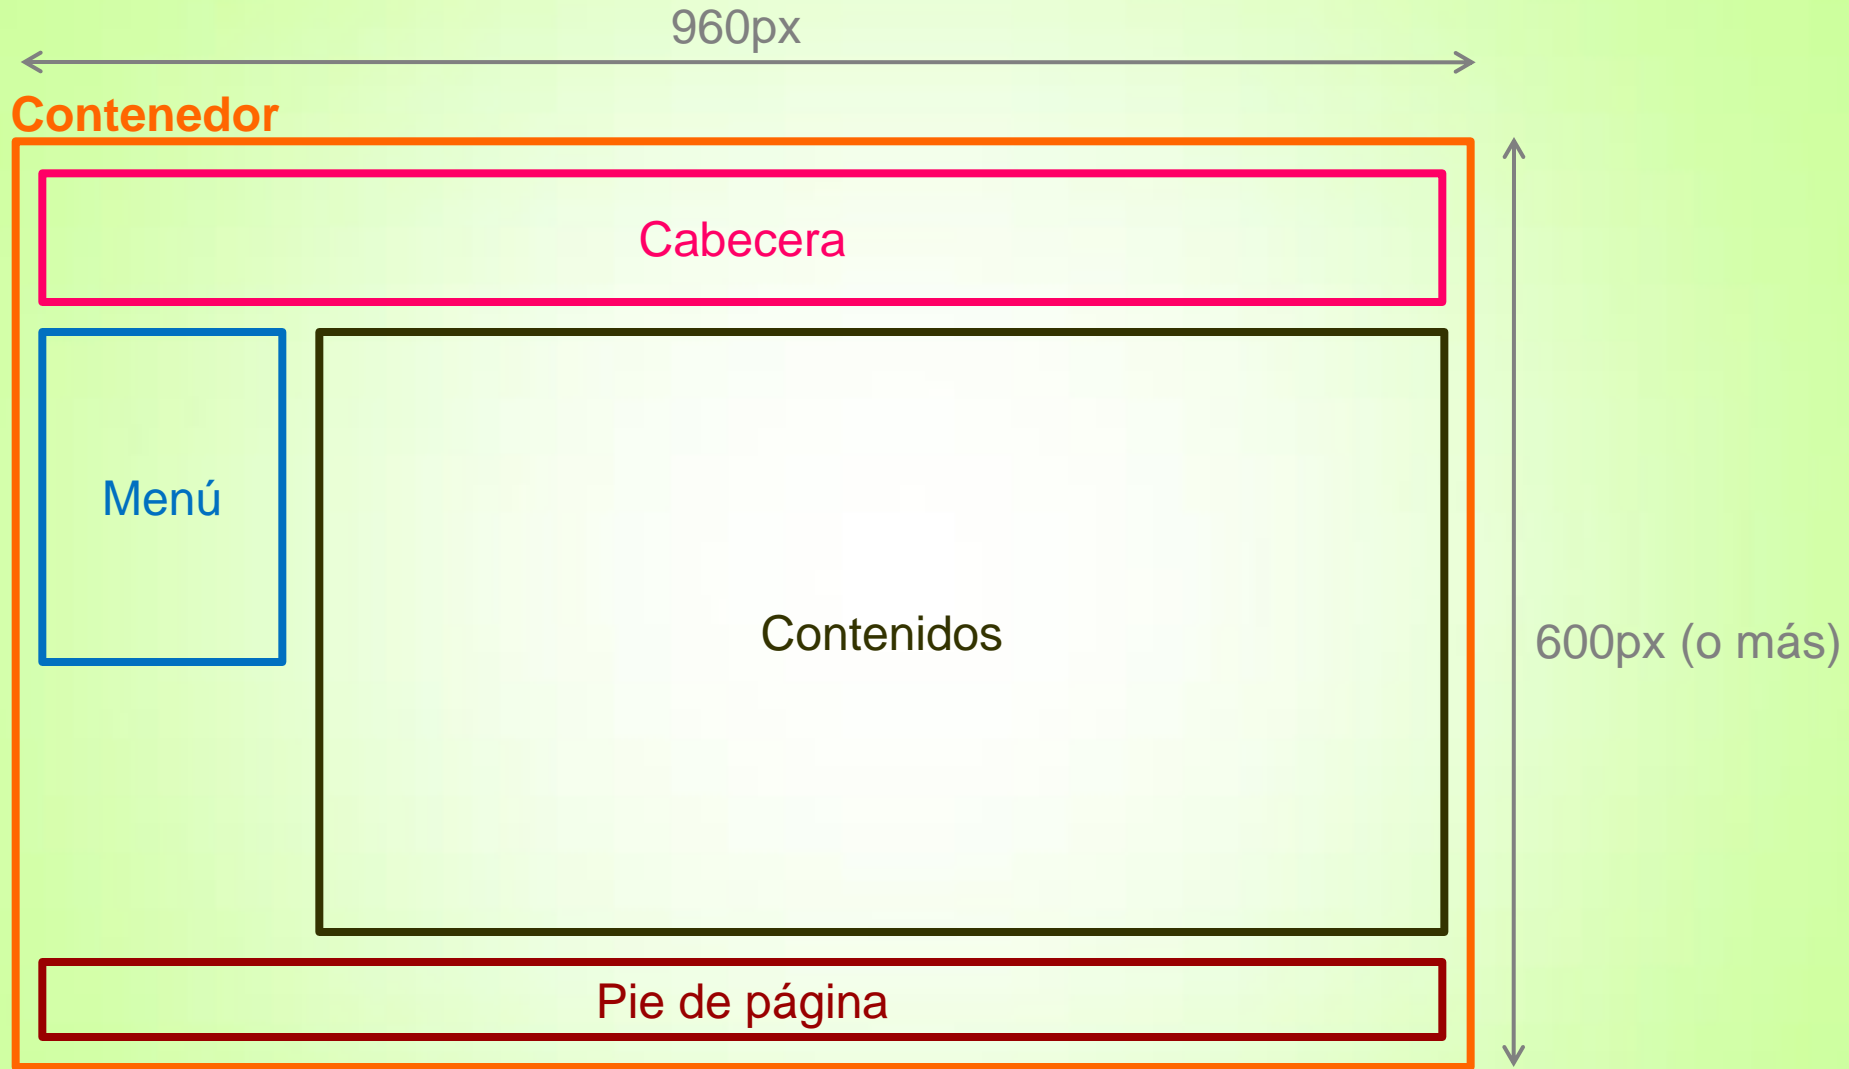 960px
Contenedor
Cabecera
Menú
Contenidos
600px (o más)
Pie de página